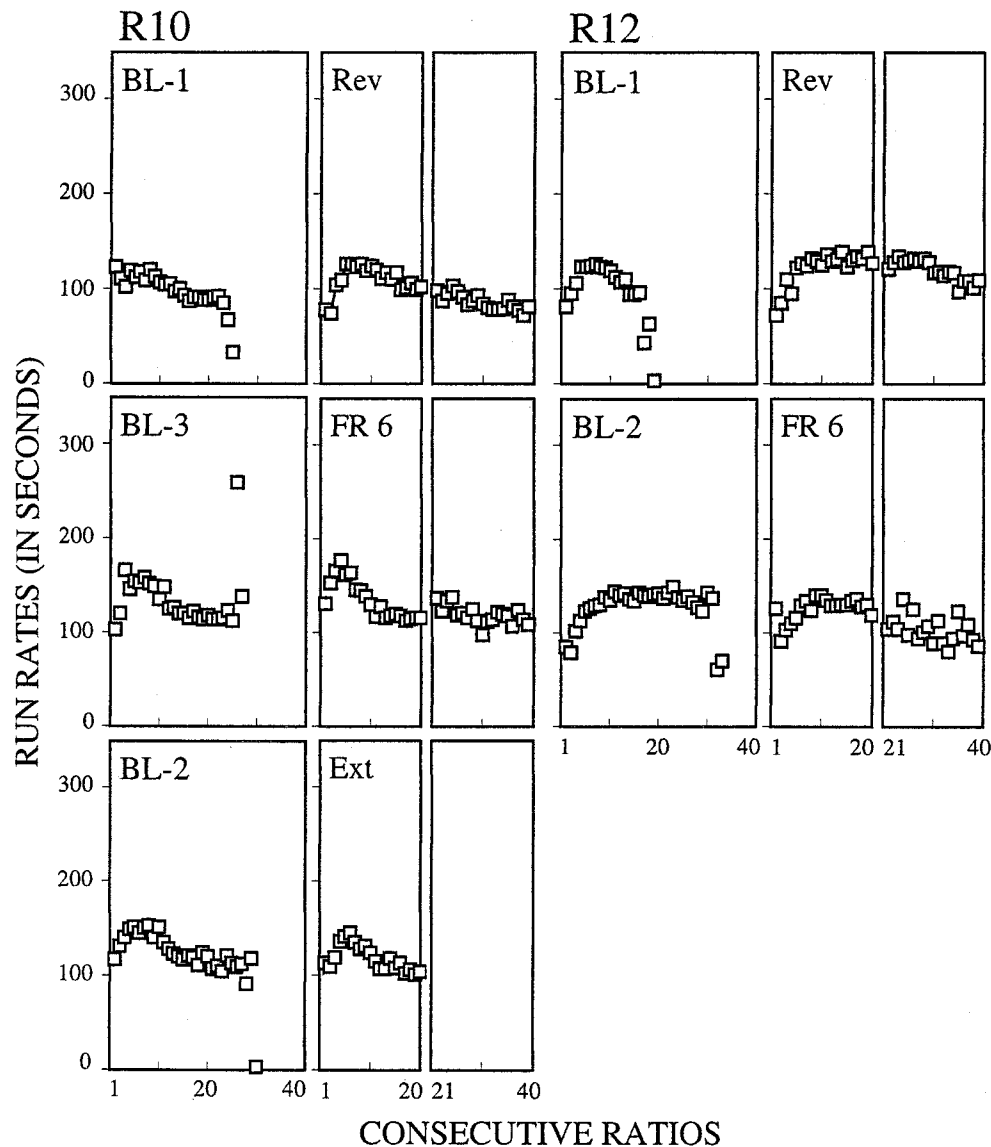 R10 R12
BL-1 Rev BL-1 Rev
300
200
100
0
BL-3 FR 6 BL-2 FR 6
300
200
100
0
1 20 40 1 20 21 40
BL-2 Ext
300
200
100
0
1 20 40 1 20 21 40
RUN RATES (IN SECONDS)
CONSECUTIVE RATIOS